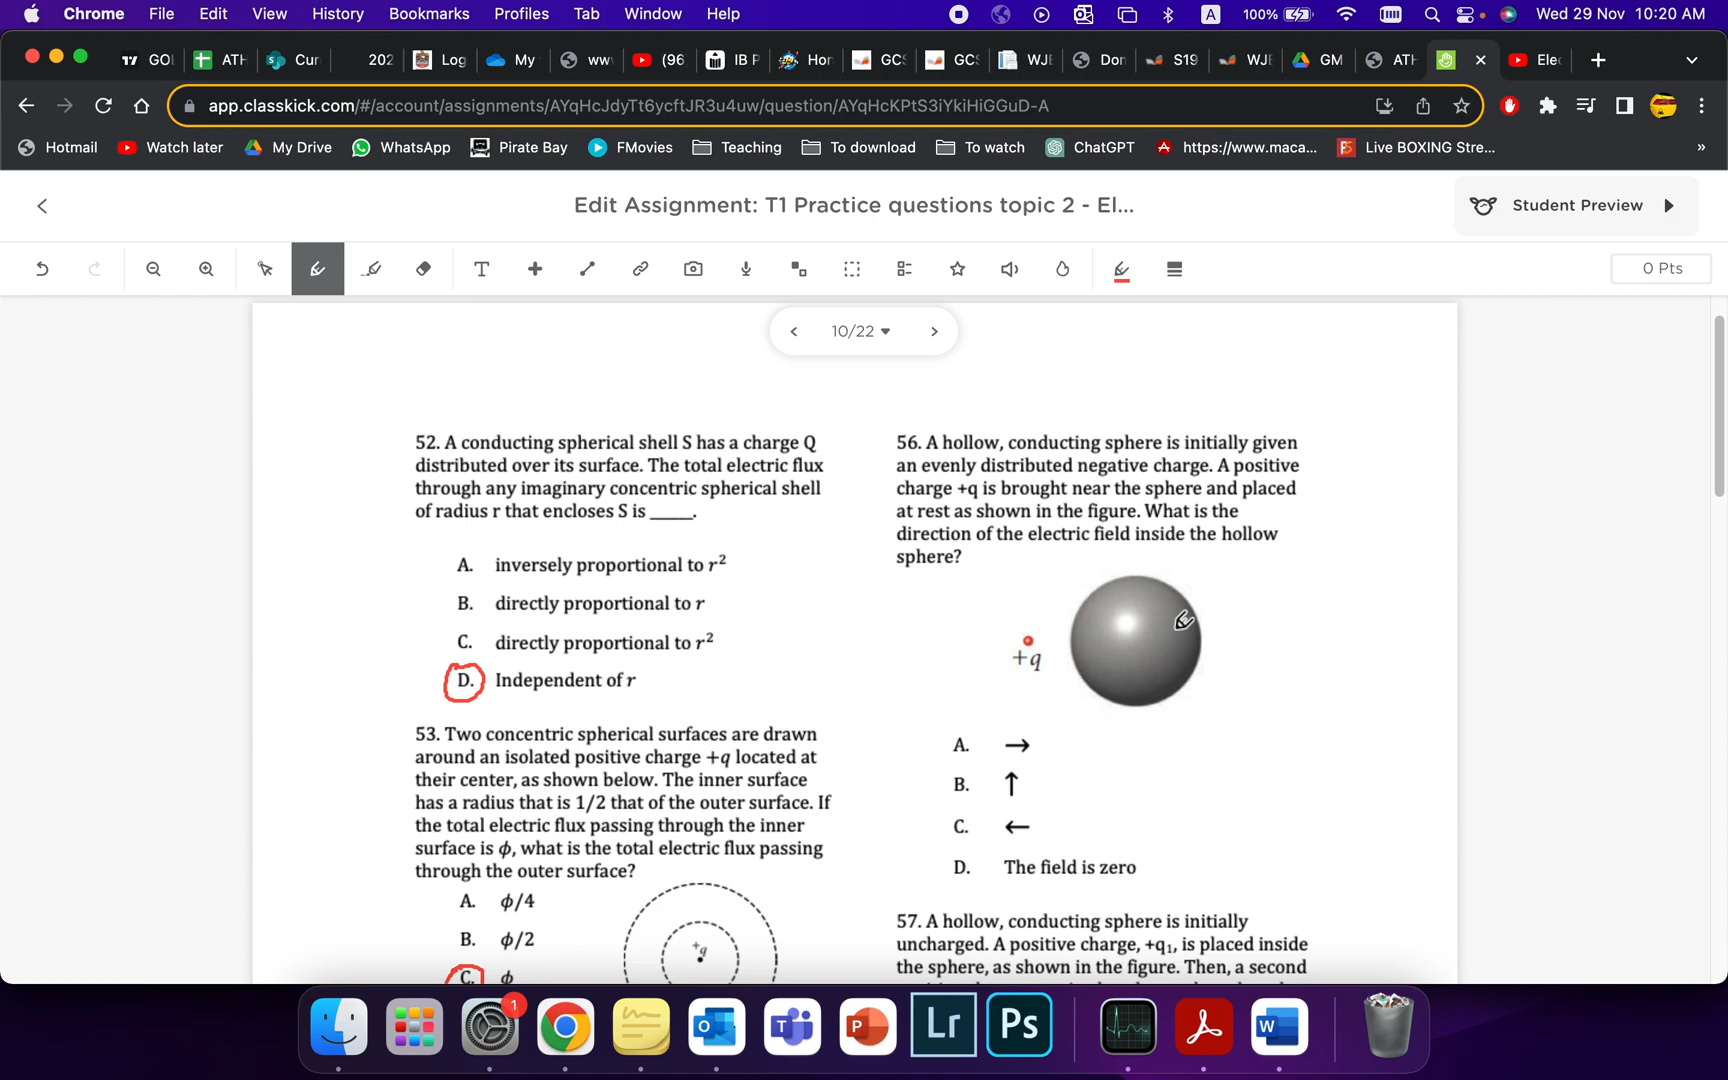 Chrome File Edit View History Bookmarks Profiles Tab Window Help A 100% Wed 29 Nov 10:20 AM
GOI ATH Cur 202 Log My ww (96 IB P Hor GCS GCS WJE Dor S19 WJE GM ATH Elec
app.classkick.com/#/account/assignments/AYqHcJdyTt6ycftJR3u4uw/question/AYqHcKPtS3iYkiHiGGuD-A
Hotmail Watch later My Drive WhatsApp Pirate Bay FMovies Teaching To download To watch ChatGPT https://www.maca... Live BOXING Stre... »
Edit Assignment: T1 Practice questions topic 2 - El...
Student Preview
T 0 Pts
10/22
52. A conducting spherical shell S has a charge Q
distributed over its surface. The total electric flux
through any imaginary concentric spherical shell
of radius r that encloses S is _____.
A. inversely proportional to r²
B. directly proportional to r
C. directly proportional to r²
D. Independent of r
53. Two concentric spherical surfaces are drawn
around an isolated positive charge +q located at
their center, as shown below. The inner surface
has a radius that is 1/2 that of the outer surface. If
the total electric flux passing through the inner
surface is ϕ, what is the total electric flux passing
through the outer surface?
A. ϕ/4
B. ϕ/2
C. ϕ
+q
56. A hollow, conducting sphere is initially given
an evenly distributed negative charge. A positive
charge +q is brought near the sphere and placed
at rest as shown in the figure. What is the
direction of the electric field inside the hollow
sphere?
+q
A. →
B. ↑
C. ←
D. The field is zero
57. A hollow, conducting sphere is initially
uncharged. A positive charge, +q₁, is placed inside
the sphere, as shown in the figure. Then, a second
1 O T P Lr Ps W